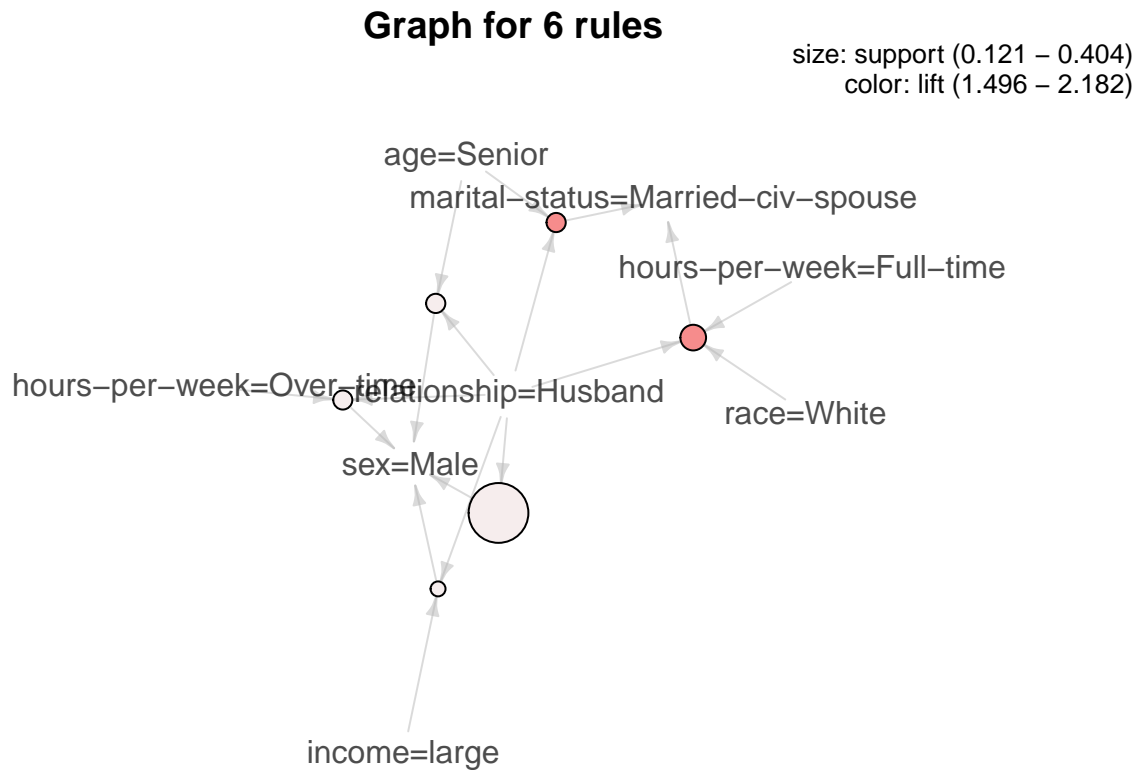 Graph for 6 rules
size: support (0.121 − 0.404)
color: lift (1.496 − 2.182)
age=Senior
marital−status=Married−civ−spouse
hours−per−week=Full−time
hours−per−week=Over−time
relationship=Husband
race=White
sex=Male
income=large